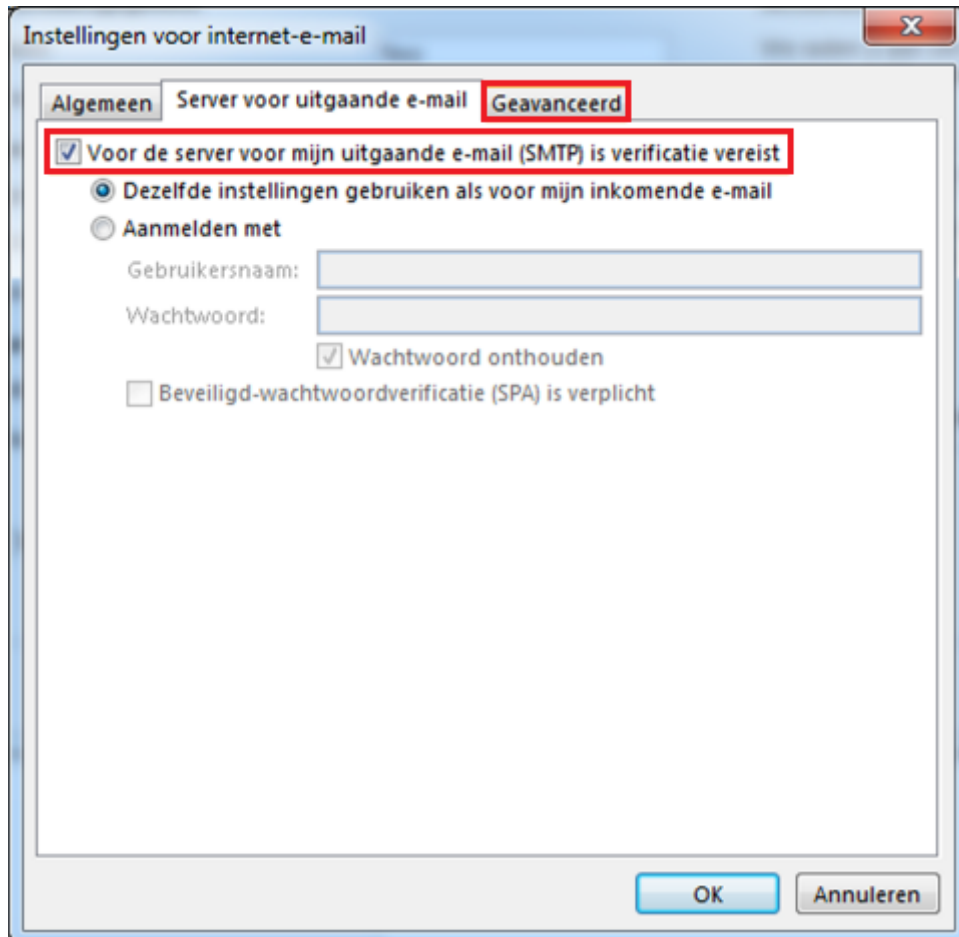 Instellingen voor internet-e-mail
Algemeen Server voor uitgaande e-mail Geavanceerd
Voor de server voor mijn uitgaande e-mail (SMTP) is verificatie vereist
Dezelfde instellingen gebruiken als voor mijn inkomende e-mail
Aanmelden met
Gebruikersnaam:
Wachtwoord:
Wachtwoord onthouden
Beveiligd-wachtwoordverificatie (SPA) is verplicht
OK Annuleren